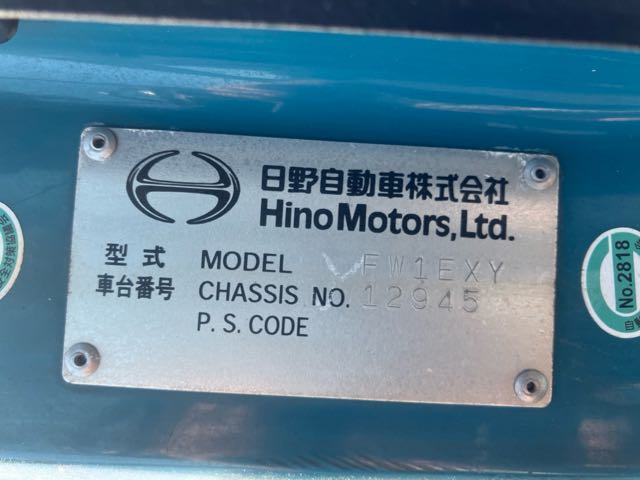 日野自動車株式会社
Hino Motors, Ltd.
型式 MODEL FW1EXY
車台番号 CHASSIS NO. 12945
P. S. CODE
No.2818